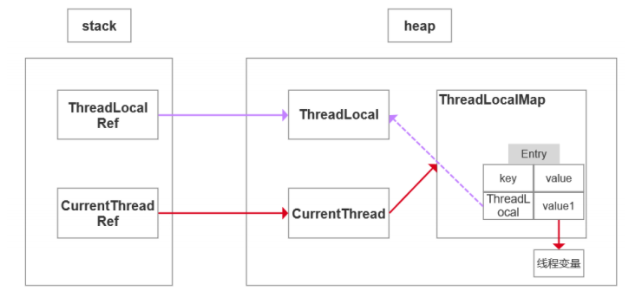 stack
heap
ThreadLocal
Ref
ThreadLocal
ThreadLocalMap
Entry
key
value
ThreadL
ocal
value1
CurrentThread
Ref
CurrentThread
线程变量